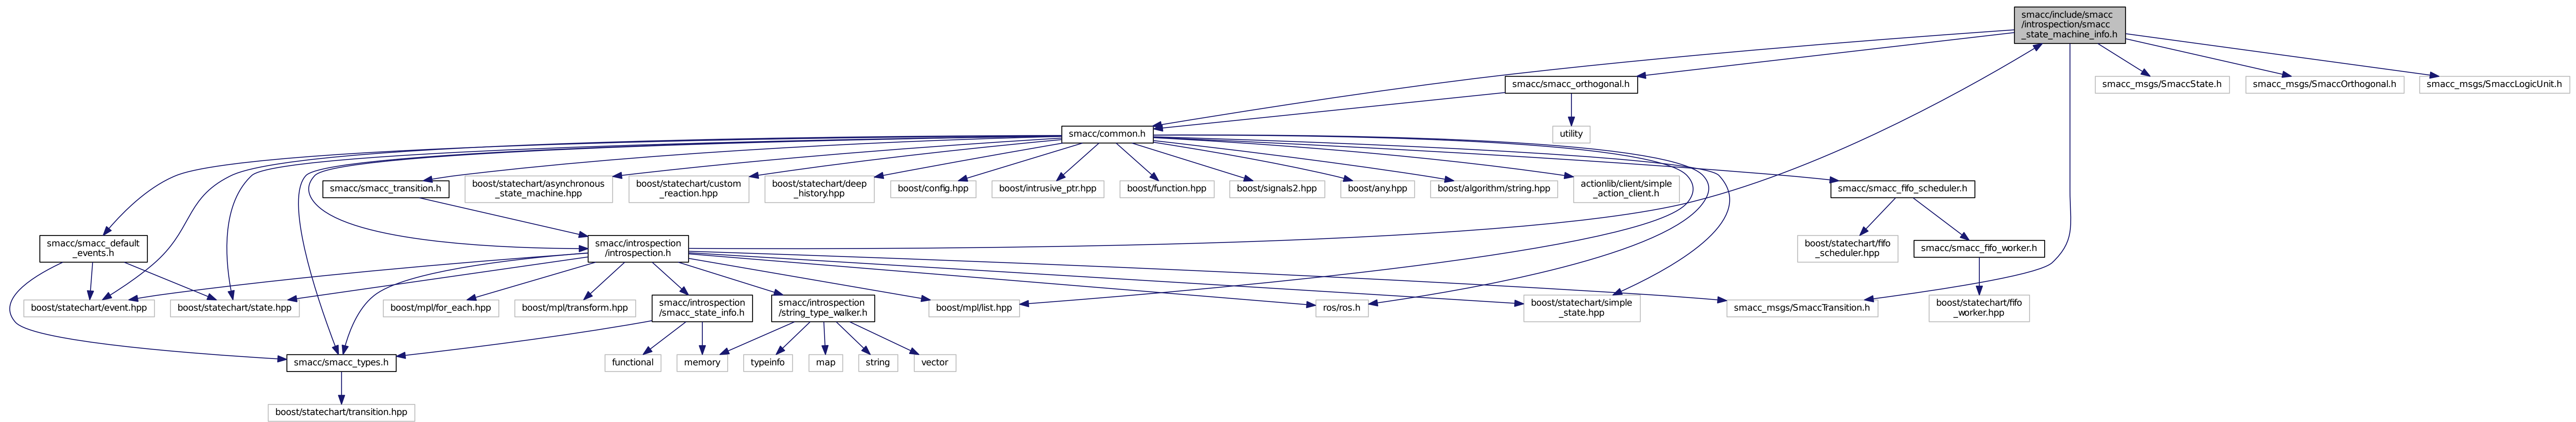 smacc/include/smacc
/introspection/smacc
_state_machine_info.h
smacc/smacc_orthogonal.h
smacc_msgs/SmaccState.h
smacc_msgs/SmaccOrthogonal.h
smacc_msgs/SmaccLogicUnit.h
smacc/common.h
utility
smacc/smacc_transition.h
boost/statechart/asynchronous
_state_machine.hpp
boost/statechart/custom
_reaction.hpp
boost/statechart/deep
_history.hpp
boost/config.hpp
boost/intrusive_ptr.hpp
boost/function.hpp
boost/signals2.hpp
boost/any.hpp
boost/algorithm/string.hpp
actionlib/client/simple
_action_client.h
smacc/smacc_fifo_scheduler.h
smacc/smacc_default
_events.h
smacc/introspection
/introspection.h
boost/statechart/fifo
_scheduler.hpp
smacc/smacc_fifo_worker.h
boost/statechart/event.hpp
boost/statechart/state.hpp
boost/mpl/for_each.hpp
boost/mpl/transform.hpp
smacc/introspection
/smacc_state_info.h
smacc/introspection
/string_type_walker.h
boost/mpl/list.hpp
ros/ros.h
boost/statechart/simple
_state.hpp
smacc_msgs/SmaccTransition.h
boost/statechart/fifo
_worker.hpp
smacc/smacc_types.h
functional
memory
typeinfo
map
string
vector
boost/statechart/transition.hpp